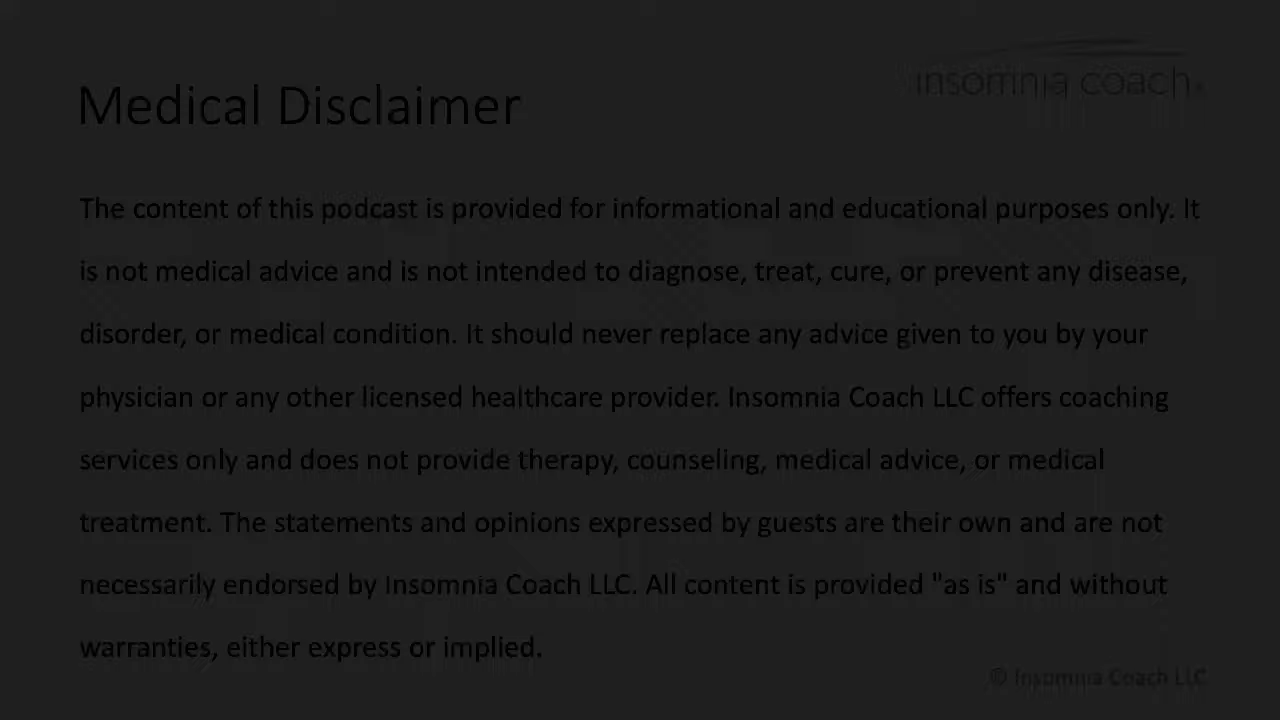 insomnia coach
Medical Disclaimer
The content of this podcast is provided for informational and educational purposes only. It
is not medical advice and is not intended to diagnose, treat, cure, or prevent any disease,
disorder, or medical condition. It should never replace any advice given to you by your
physician or any other licensed healthcare provider. Insomnia Coach LLC offers coaching
services only and does not provide therapy, counseling, medical advice, or medical
treatment. The statements and opinions expressed by guests are their own and are not
necessarily endorsed by Insomnia Coach LLC. All content is provided "as is" and without
warranties, either express or implied.
© Insomnia Coach LLC